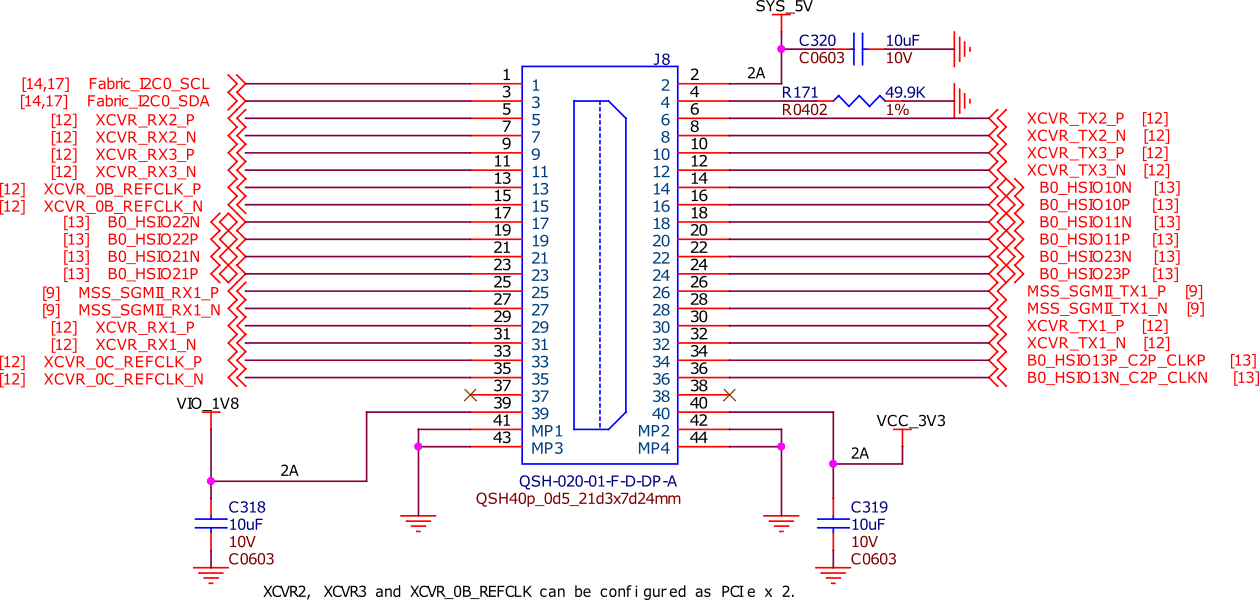 SYS_5V
C320 10uF
C0603 10V
J8
2A
R171 49.9K
R0402 1%
[14,17] Fabric_I2C0_SCL 1 1 2 2
[14,17] Fabric_I2C0_SDA 3 3 4 4
[12] XCVR_RX2_P 5 5 6 6 XCVR_TX2_P [12]
[12] XCVR_RX2_N 7 7 8 8 XCVR_TX2_N [12]
[12] XCVR_RX3_P 9 9 10 10 XCVR_TX3_P [12]
[12] XCVR_RX3_N 11 11 12 12 XCVR_TX3_N [12]
[12] XCVR_0B_REFCLK_P 13 13 14 14 B0_HSIO10N [13]
[12] XCVR_0B_REFCLK_N 15 15 16 16 B0_HSIO10P [13]
[13] B0_HSIO22N 17 17 18 18 B0_HSIO11N [13]
[13] B0_HSIO22P 19 19 20 20 B0_HSIO11P [13]
[13] B0_HSIO21N 21 21 22 22 B0_HSIO23N [13]
[13] B0_HSIO21P 23 23 24 24 B0_HSIO23P [13]
[9] MSS_SGMII_RX1_P 25 25 26 26 MSS_SGMII_TX1_P [9]
[9] MSS_SGMII_RX1_N 27 27 28 28 MSS_SGMII_TX1_N [9]
[12] XCVR_RX1_P 29 29 30 30 XCVR_TX1_P [12]
[12] XCVR_RX1_N 31 31 32 32 XCVR_TX1_N [12]
[12] XCVR_0C_REFCLK_P 33 33 34 34 B0_HSIO13P_C2P_CLKP [13]
[12] XCVR_0C_REFCLK_N 35 35 36 36 B0_HSIO13N_C2P_CLKN [13]
37 37 38 38
VIO_1V8 39 39 40 40
41 MP1 MP2 42 VCC_3V3
43 MP3 MP4 44
2A 2A
QSH-020-01-F-D-DP-A
QSH40p_0d5_21d3x7d24mm
C318 C319
10uF 10uF
10V 10V
C0603 C0603
XCVR2, XCVR3 and XCVR_0B_REFCLK can be configured as PCIe x 2.